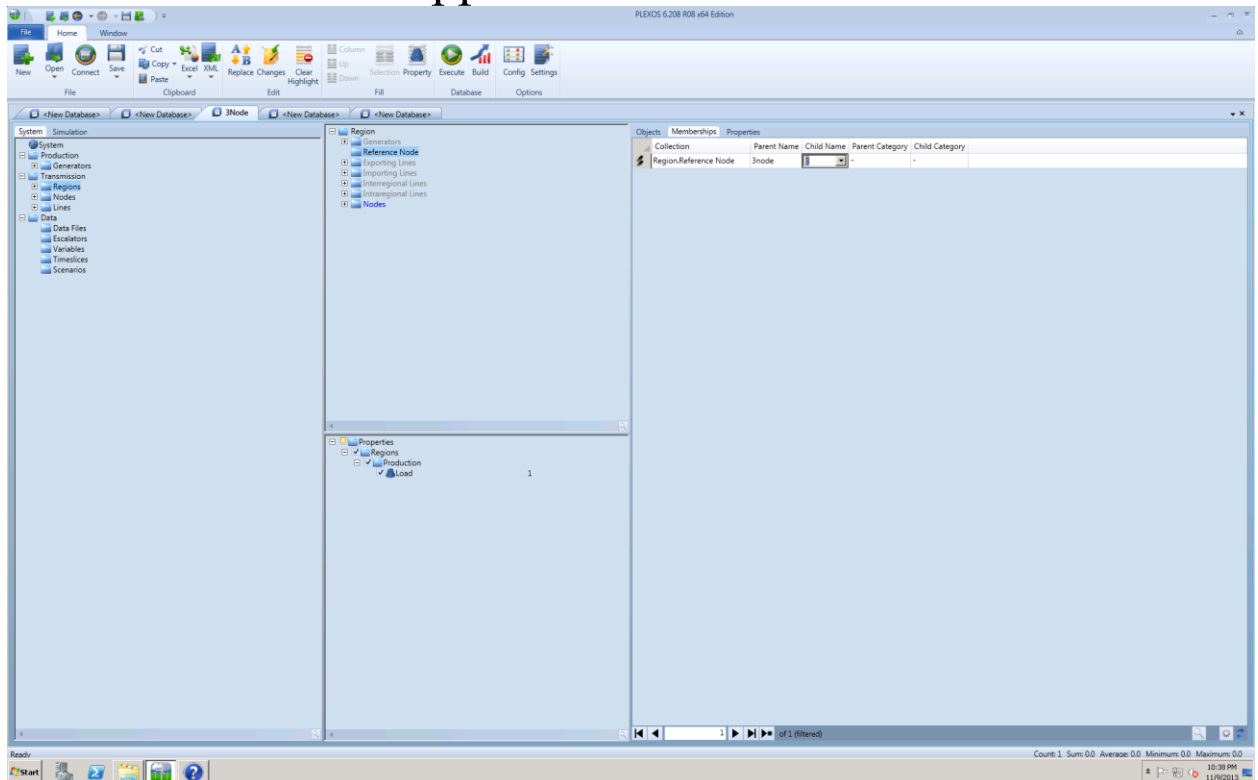 PLEXOS 6.208 R08 x64 Edition
File Home Window
New Open Connect Save Cut Copy Paste Excel XML Replace Changes Clear Highlight Column Up Down Selection Property Execute Build Config Settings
File Clipboard Edit Fill Database Options
<New Database> <New Database> 3Node <New Database> <New Database>
System Simulation
System
Production
Generators
Transmission
Regions
Nodes
Lines
Data
Data Files
Escalators
Variables
Timeslices
Scenarios
Region
Generators
Reference Node
Exporting Lines
Importing Lines
Interregional Lines
Intraregional Lines
Nodes
Properties
Regions
Production
Load 1
Objects Memberships Properties
Collection Parent Name Child Name Parent Category Child Category
Region.Reference Node 3node - -
1 of 1 (filtered)
Ready Count: 1 Sum: 0.0 Average: 0.0 Minimum: 0.0 Maximum: 0.0
Start 10:38 PM